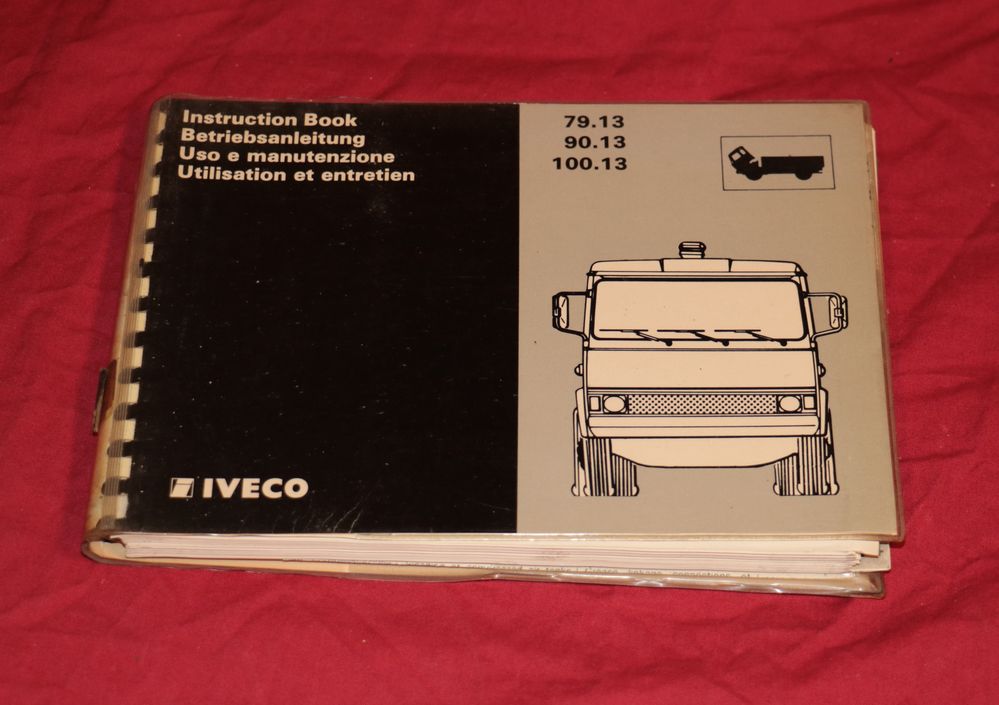 Instruction Book
Betriebsanleitung
Uso e manutenzione
Utilisation et entretien
79.13
90.13
100.13
IVECO